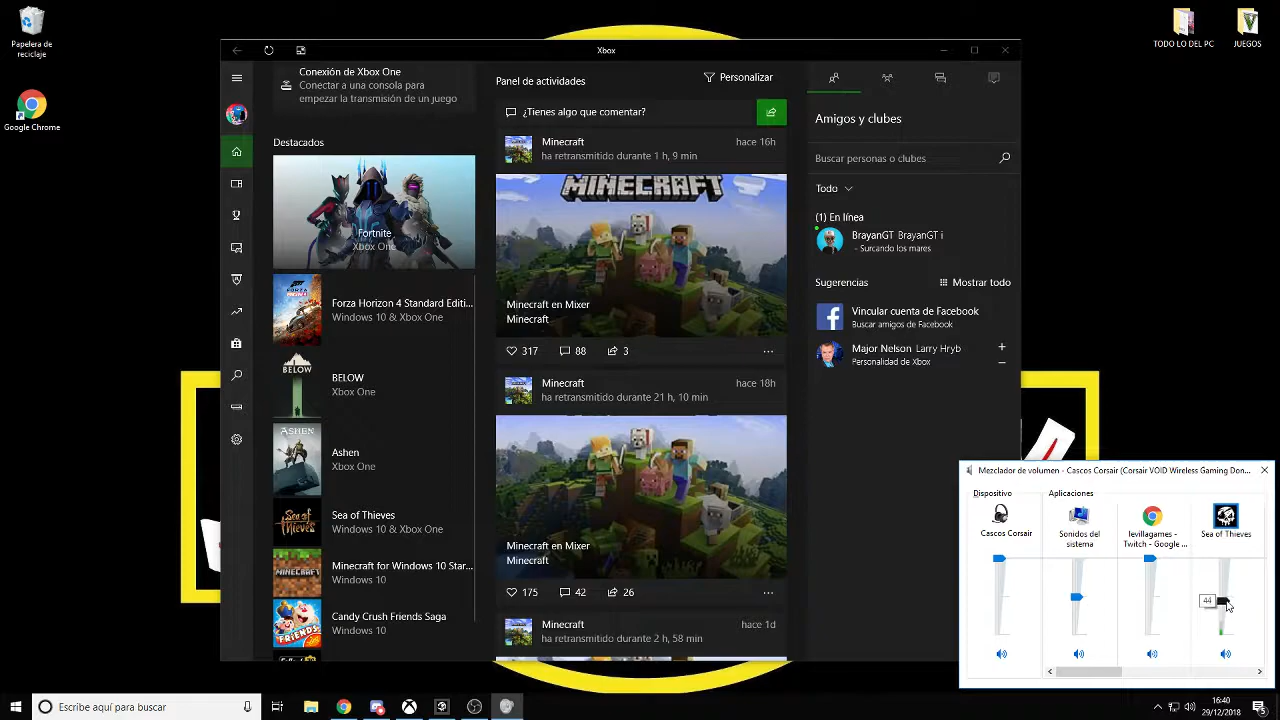 Papelera de
reciclaje
Google Chrome
TODO LO DEL PC
JUEGOS
Xbox
Conexión de Xbox One
Conectar a una consola para
empezar la transmisión de un juego
Destacados
Fortnite
Xbox One
Forza Horizon 4 Standard Editi...
Windows 10 & Xbox One
BELOW
BELOW
Xbox One
ASHEN
Ashen
Xbox One
Sea of Thieves
Sea of Thieves
Windows 10 & Xbox One
MINECRAFT
Minecraft for Windows 10 Star...
Windows 10
Candy Crush Friends Saga
Windows 10
Panel de actividades
Personalizar
¿Tienes algo que comentar?
Minecraft
hace 16h
ha retransmitido durante 1 h, 9 min
MINECRAFT
Minecraft en Mixer
Minecraft
317
88
3
...
Minecraft
hace 18h
ha retransmitido durante 21 h, 10 min
Minecraft en Mixer
Minecraft
175
42
26
...
Minecraft
hace 1d
ha retransmitido durante 2 h, 58 min
Amigos y clubes
Buscar personas o clubes
Todo
(1) En línea
BrayanGT BrayanGT i
- Surcando los mares
Sugerencias
Mostrar todo
Vincular cuenta de Facebook
Buscar amigos de Facebook
Major Nelson Larry Hryb
Personalidad de Xbox
Mezclador de volumen - Cascos Corsair (Corsair VOID Wireless Gaming Don...
Dispositivo
Aplicaciones
Cascos Corsair
Sonidos del
sistema
levillagames -
Twitch - Google ...
Sea of Thieves
44
Escribe aquí para buscar
16:40
29/12/2018
5